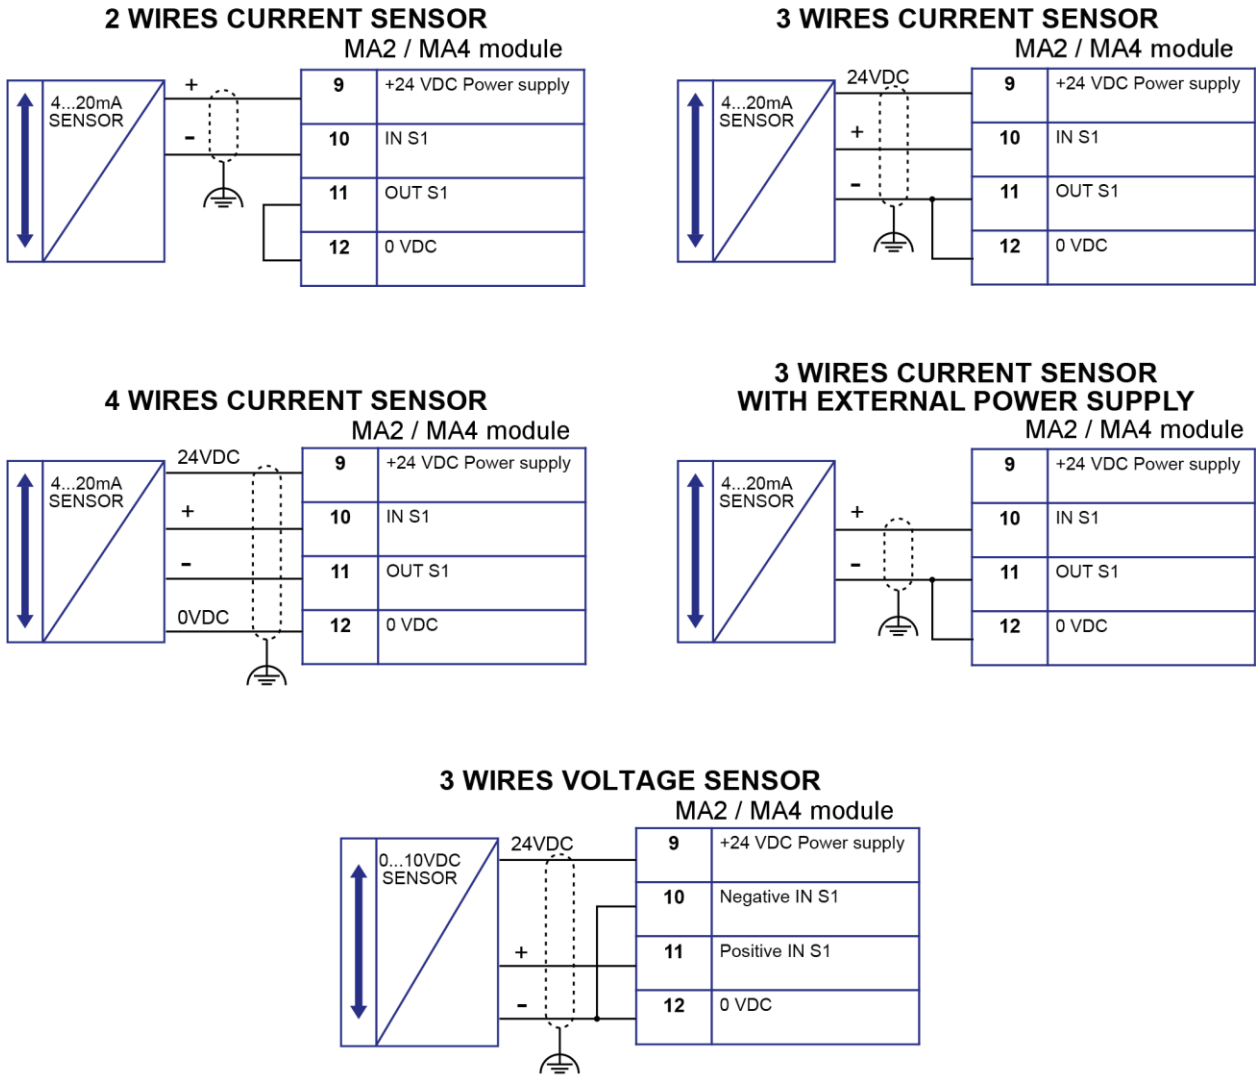 2 WIRES CURRENT SENSOR
MA2 / MA4 module
+
4...20mA
SENSOR
-
9 +24 VDC Power supply
10 IN S1
11 OUT S1
12 0 VDC
3 WIRES CURRENT SENSOR
MA2 / MA4 module
24VDC
4...20mA
SENSOR
+
-
9 +24 VDC Power supply
10 IN S1
11 OUT S1
12 0 VDC
4 WIRES CURRENT SENSOR
MA2 / MA4 module
24VDC
4...20mA
SENSOR
+
-
0VDC
9 +24 VDC Power supply
10 IN S1
11 OUT S1
12 0 VDC
3 WIRES CURRENT SENSOR
WITH EXTERNAL POWER SUPPLY
MA2 / MA4 module
4...20mA
SENSOR
+
-
9 +24 VDC Power supply
10 IN S1
11 OUT S1
12 0 VDC
3 WIRES VOLTAGE SENSOR
MA2 / MA4 module
24VDC
0...10VDC
SENSOR
+
-
9 +24 VDC Power supply
10 Negative IN S1
11 Positive IN S1
12 0 VDC